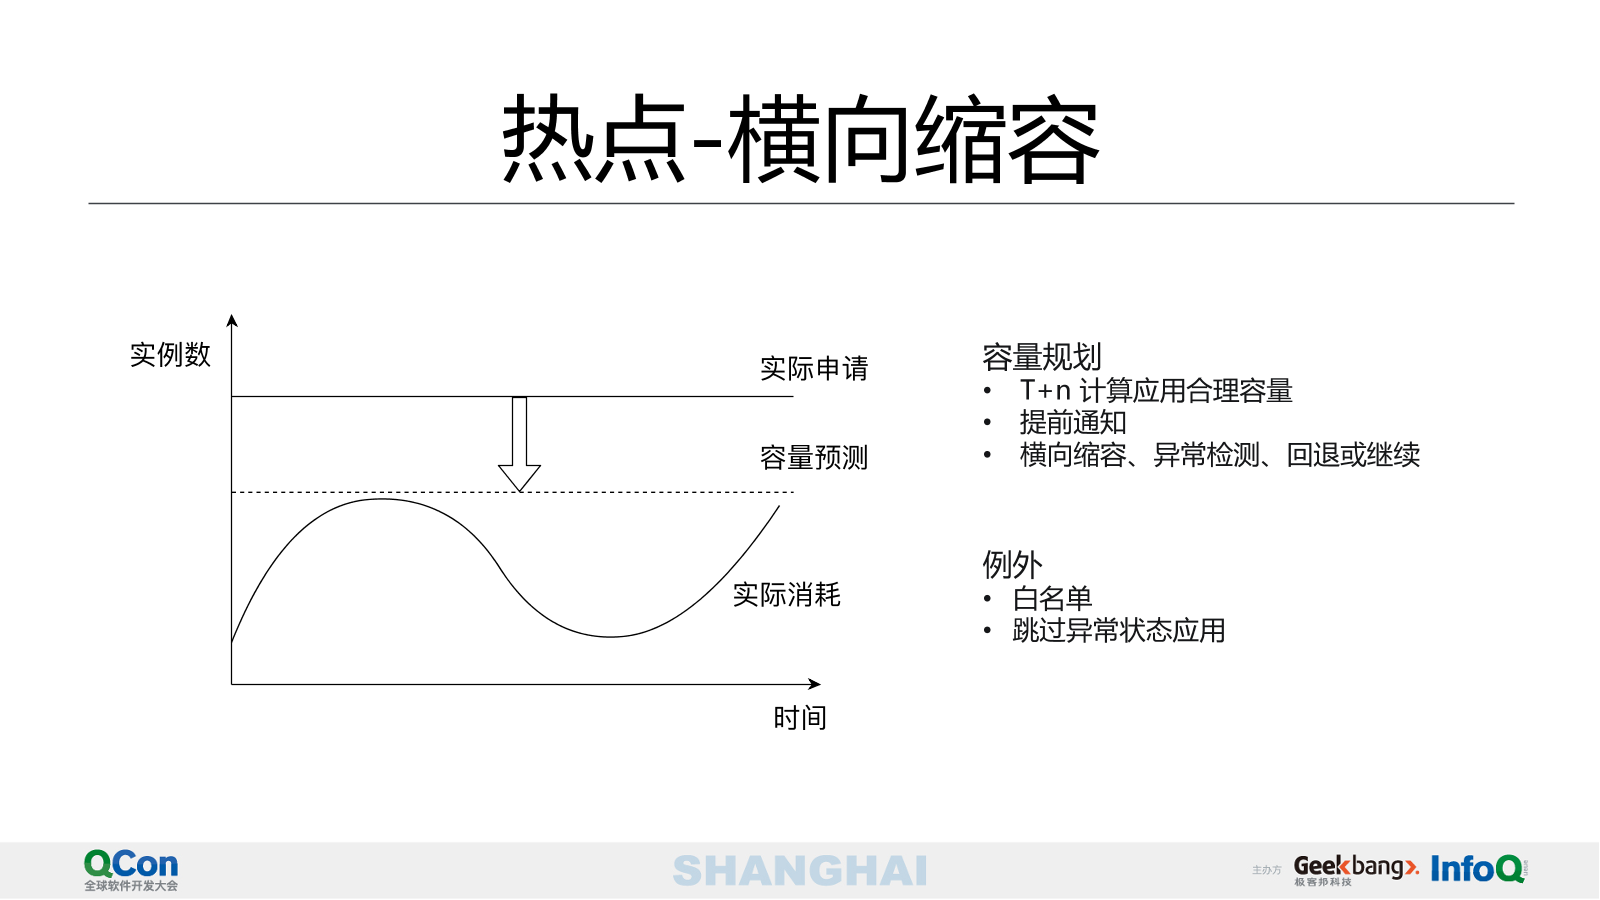 热点-横向缩容
实例数
实际申请
容量预测
实际消耗
时间
容量规划
• T+n 计算应用合理容量
• 提前通知
• 横向缩容、异常检测、回退或继续
例外
• 白名单
• 跳过异常状态应用
QCon
全球软件开发大会
SHANGHAI
主办方
Geekbang>.
极客邦科技
InfoQ